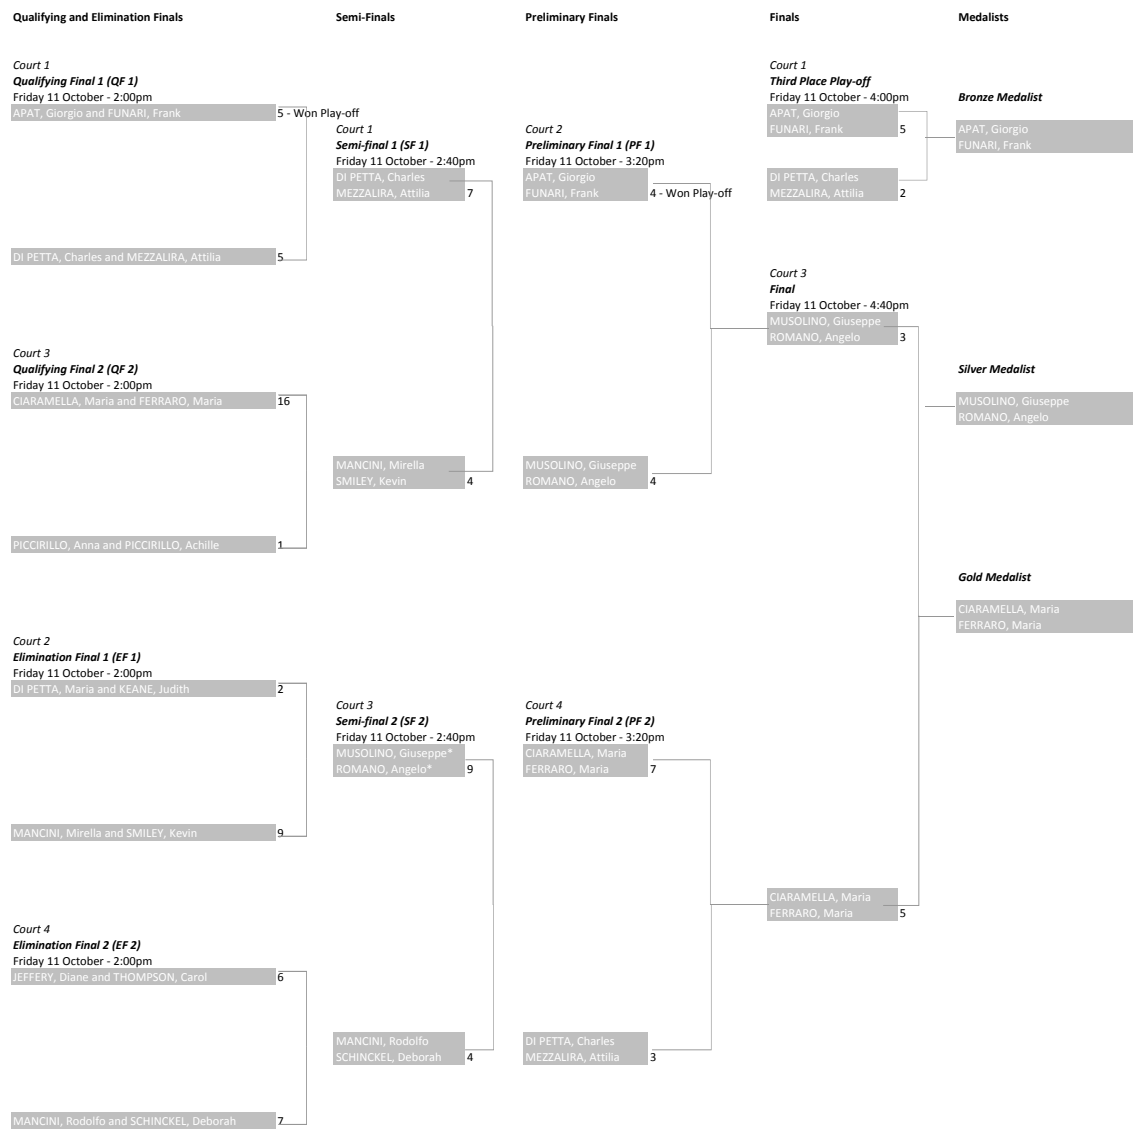 Qualifying and Elimination Finals
Semi-Finals
Preliminary Finals
Finals
Medalists
Court 1
Qualifying Final 1 (QF 1)
Friday 11 October - 2:00pm
APAT, Giorgio and FUNARI, Frank
5 - Won Play-off
DI PETTA, Charles and MEZZALIRA, Attilia
5
Court 3
Qualifying Final 2 (QF 2)
Friday 11 October - 2:00pm
CIARAMELLA, Maria and FERRARO, Maria
16
PICCIRILLO, Anna and PICCIRILLO, Achille
1
Court 2
Elimination Final 1 (EF 1)
Friday 11 October - 2:00pm
DI PETTA, Maria and KEANE, Judith
2
MANCINI, Mirella and SMILEY, Kevin
9
Court 4
Elimination Final 2 (EF 2)
Friday 11 October - 2:00pm
JEFFERY, Diane and THOMPSON, Carol
6
MANCINI, Rodolfo and SCHINCKEL, Deborah
7
Court 1
Semi-final 1 (SF 1)
Friday 11 October - 2:40pm
DI PETTA, Charles
MEZZALIRA, Attilia
7
MANCINI, Mirella
SMILEY, Kevin
4
Court 3
Semi-final 2 (SF 2)
Friday 11 October - 2:40pm
MUSOLINO, Giuseppe*
ROMANO, Angelo*
9
MANCINI, Rodolfo
SCHINCKEL, Deborah
4
Court 2
Preliminary Final 1 (PF 1)
Friday 11 October - 3:20pm
APAT, Giorgio
FUNARI, Frank
4 - Won Play-off
MUSOLINO, Giuseppe
ROMANO, Angelo
4
Court 4
Preliminary Final 2 (PF 2)
Friday 11 October - 3:20pm
CIARAMELLA, Maria
FERRARO, Maria
7
DI PETTA, Charles
MEZZALIRA, Attilia
3
Court 1
Third Place Play-off
Friday 11 October - 4:00pm
APAT, Giorgio
FUNARI, Frank
5
DI PETTA, Charles
MEZZALIRA, Attilia
2
Court 3
Final
Friday 11 October - 4:40pm
MUSOLINO, Giuseppe
ROMANO, Angelo
3
CIARAMELLA, Maria
FERRARO, Maria
5
Bronze Medalist
APAT, Giorgio
FUNARI, Frank
Silver Medalist
MUSOLINO, Giuseppe
ROMANO, Angelo
Gold Medalist
CIARAMELLA, Maria
FERRARO, Maria